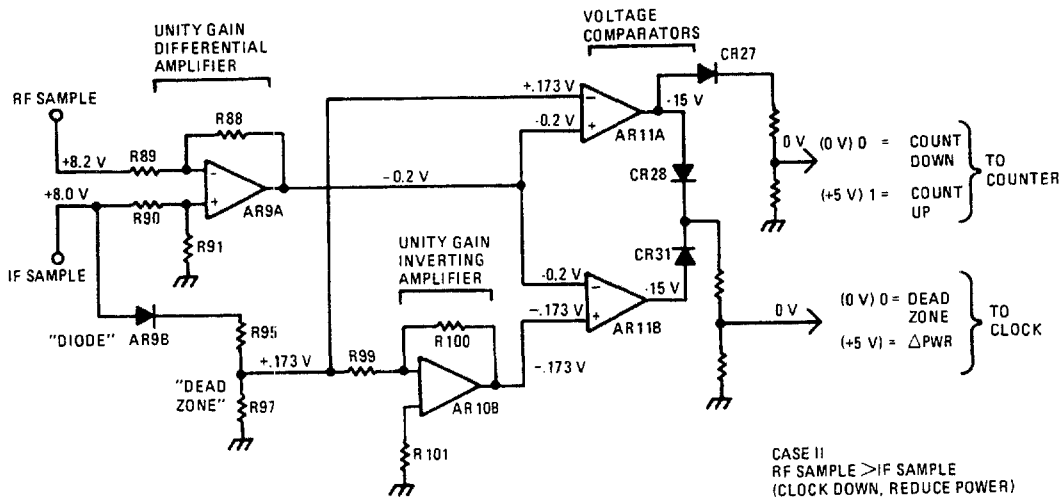 UNITY GAIN
DIFFERENTIAL
AMPLIFIER
VOLTAGE
COMPARATORS
CR27
RF SAMPLE
R88
+.173 V
-15 V
AR11A
-0.2 V
+8.2 V
R89
+8.0 V
R90
AR9A
-0.2 V
R91
IF SAMPLE
CR28
0 V
(0 V) 0 = COUNT
DOWN
(+5 V) 1 = COUNT
UP
TO
COUNTER
UNITY GAIN
INVERTING
AMPLIFIER
CR31
-0.2 V
-15 V
-.173 V
AR11B
"DIODE"
AR9B
R95
+.173 V
R99
R100
-.173 V
"DEAD
ZONE"
R97
AR10B
R101
0 V
(0 V) 0 = DEAD
ZONE
(+5 V) = △PWR
TO
CLOCK
CASE II
RF SAMPLE > IF SAMPLE
(CLOCK DOWN, REDUCE POWER)